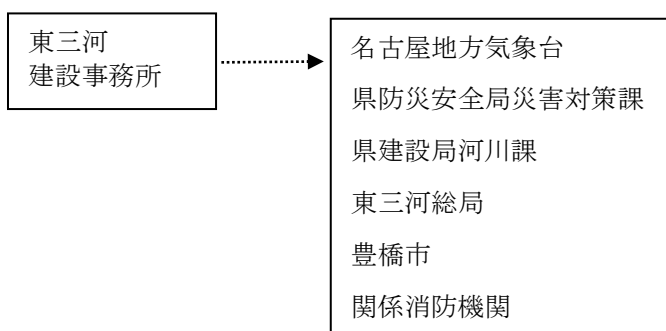 東三河
建設事務所
名古屋地方気象台
県防災安全局災害対策課
県建設局河川課
東三河総局
豊橋市
関係消防機関